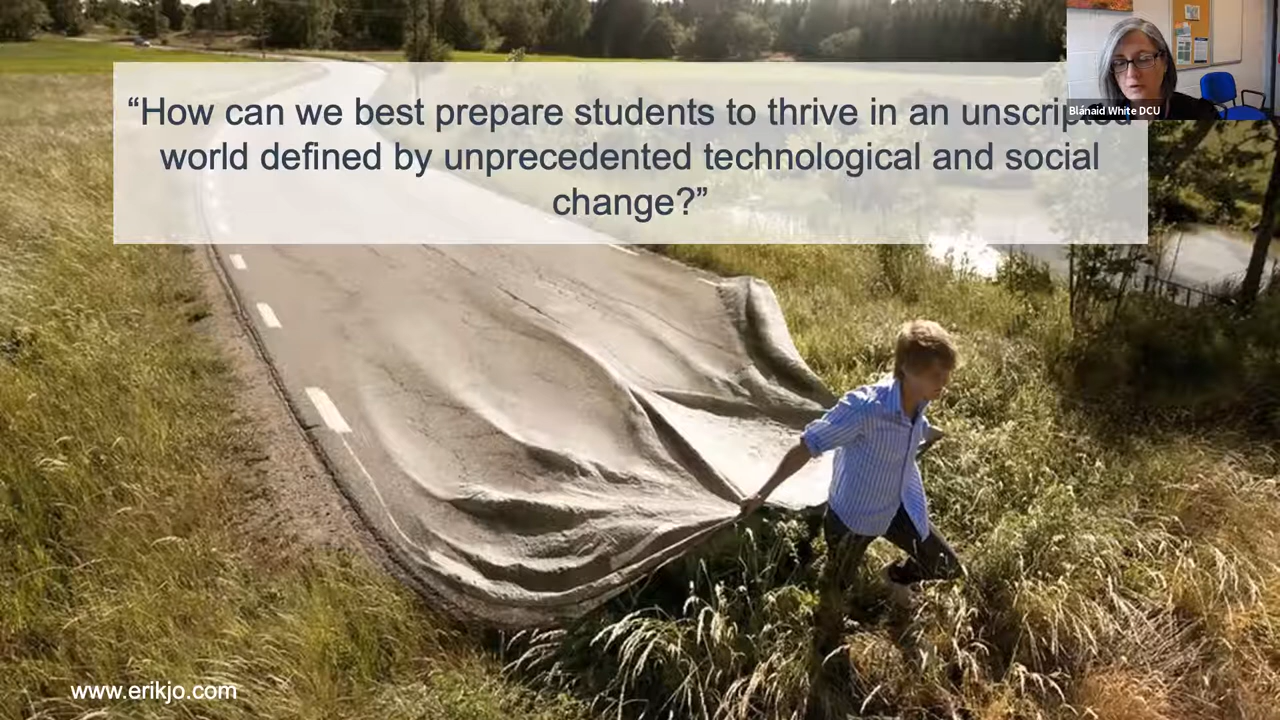 “How can we best prepare students to thrive in an unscripted
world defined by unprecedented technological and social
change?”
Blánaid White DCU
www.erikjo.com